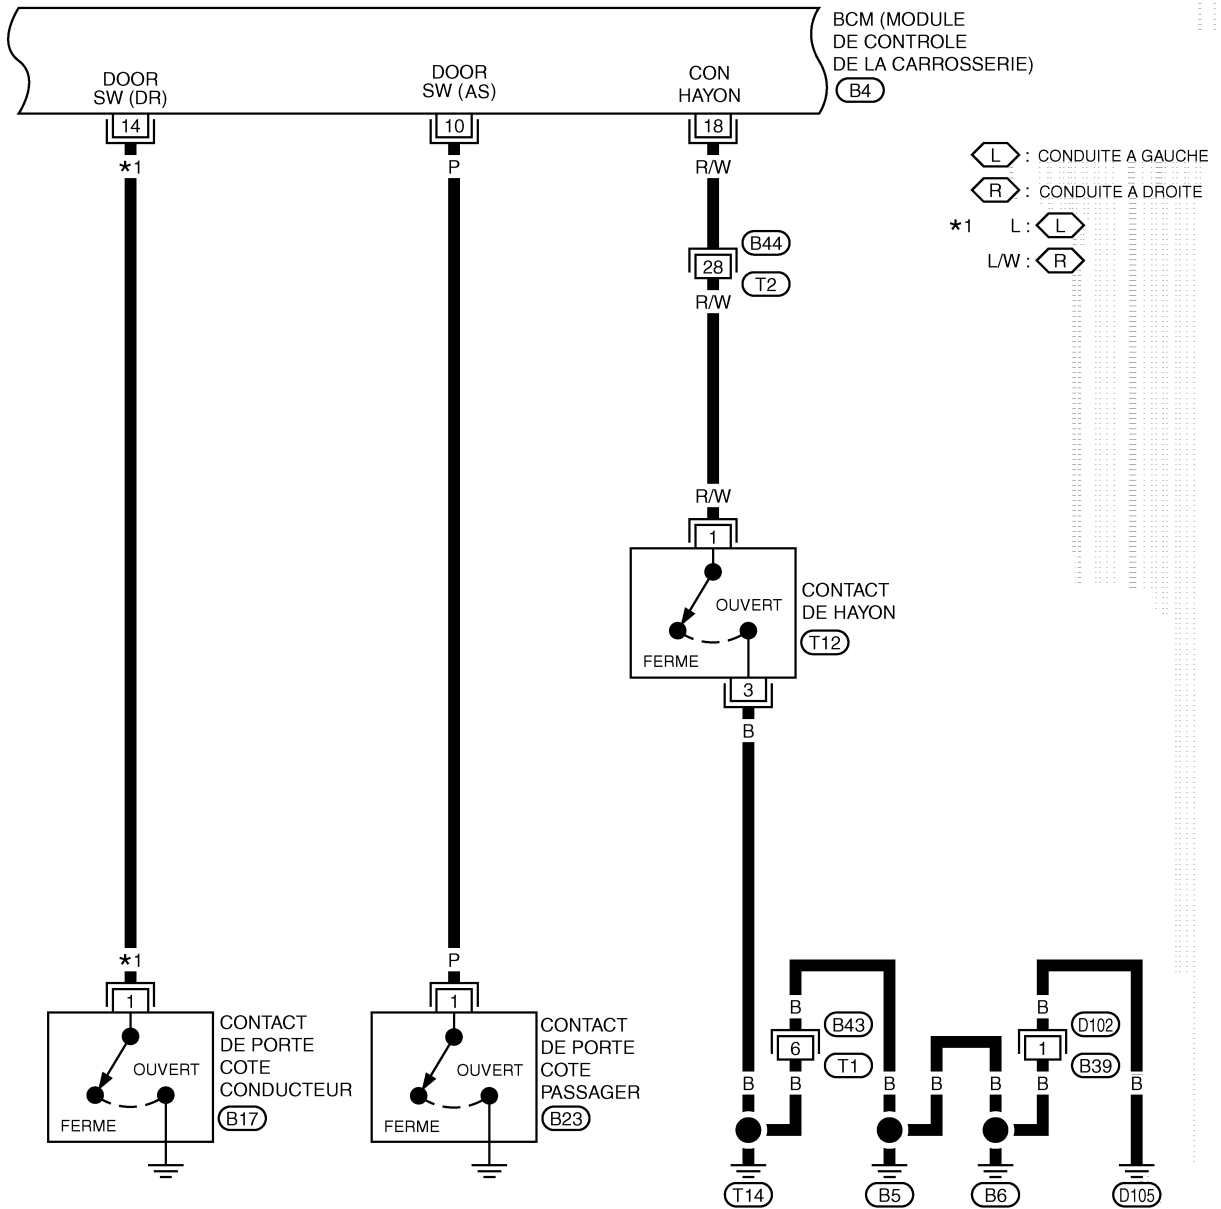 BCM (MODULE
DE CONTROLE
DE LA CARROSSERIE)
B4
DOOR
SW (DR)
DOOR
SW (AS)
CON
HAYON
14
10
18
*1
P
R/W
L : CONDUITE A GAUCHE
R : CONDUITE A DROITE
*1 L : L
L/W : R
B44
28
T2
R/W
R/W
1
OUVERT
FERME
CONTACT
DE HAYON
T12
3
B
*1
P
1
OUVERT
FERME
CONTACT
DE PORTE
COTE
CONDUCTEUR
B17
1
OUVERT
FERME
CONTACT
DE PORTE
COTE
PASSAGER
B23
B
B43
6
T1
B
D102
1
B39
B
B
B
B
B
B
B
T14
B5
B6
D105